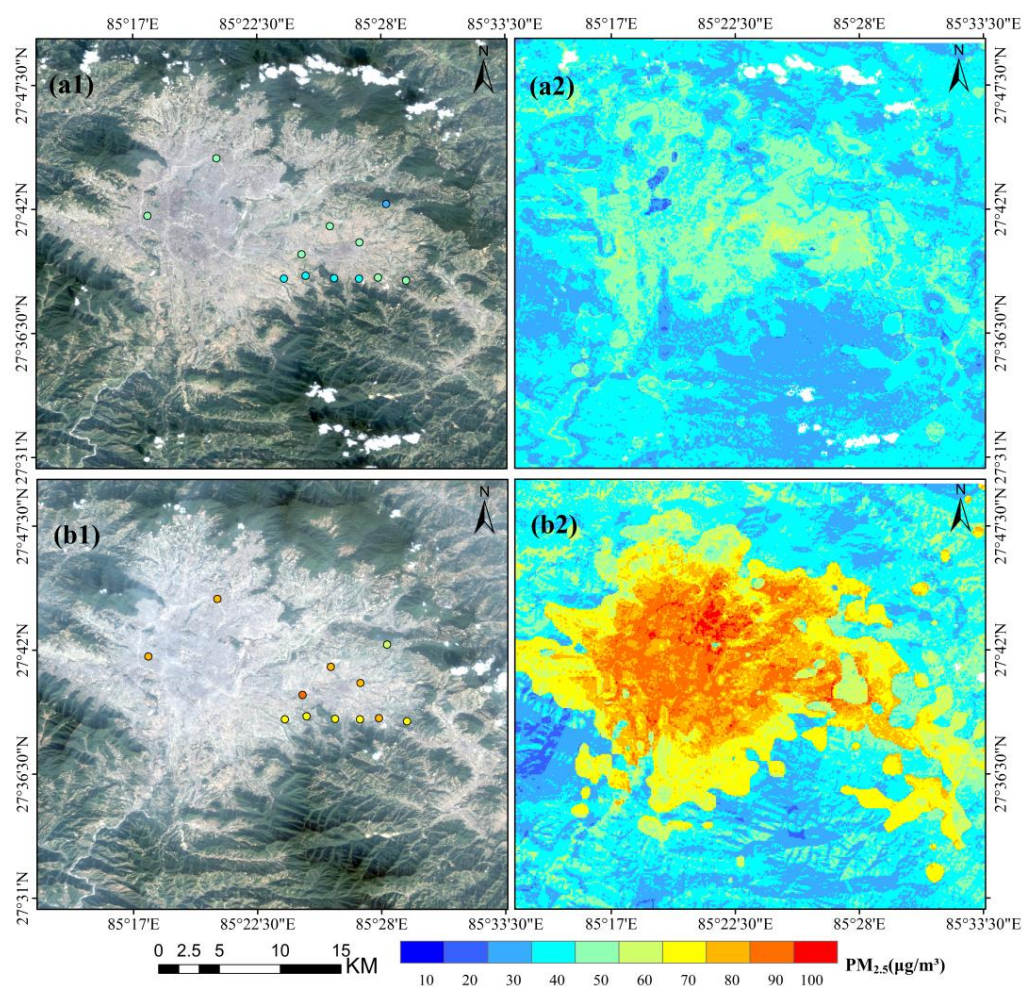 85°17'E 85°22'30"E 85°28'E 85°33'30"E 85°17'E 85°22'30"E 85°28'E 85°33'30"E
(a1) N
(a2) N
27°47'30"N 27°42'N 27°36'30"N 27°31'N
27°47'30"N 27°42'N 27°36'30"N 27°31'N
(b1) N
(b2) N
27°47'30"N 27°42'N 27°36'30"N 27°31'N
27°47'30"N 27°42'N 27°36'30"N 27°31'N
85°17'E 85°22'30"E 85°28'E 85°33'30"E 85°17'E 85°22'30"E 85°28'E 85°33'30"E
0 2.5 5 10 15
KM
10 20 30 40 50 60 70 80 90 100
PM2.5(μg/m³)